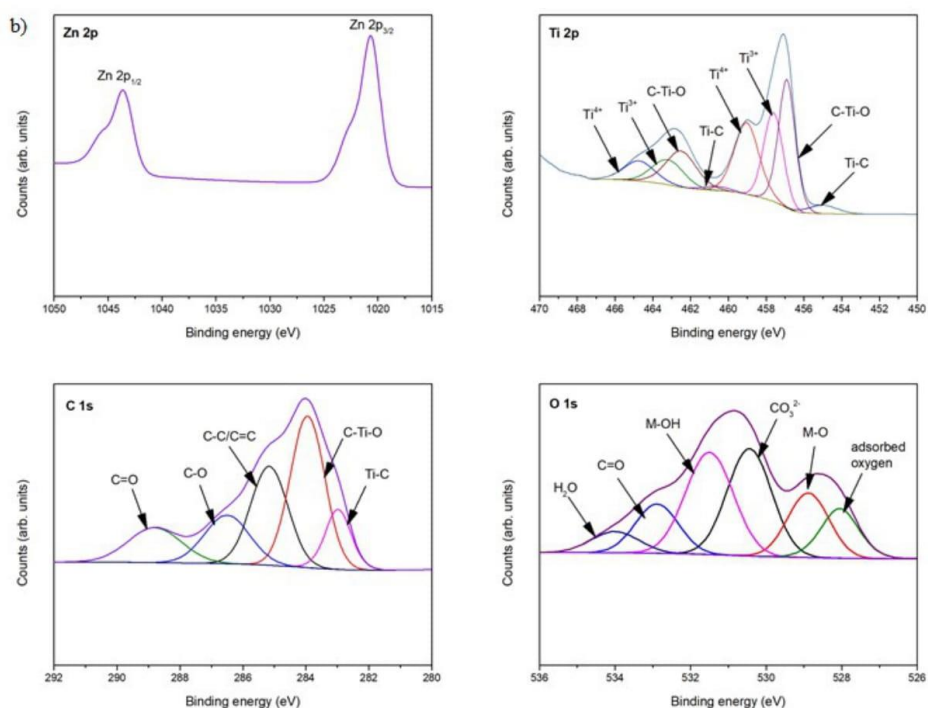 b)
Zn 2p
Zn 2p1/2
Zn 2p3/2
Counts (arb. units)
1050 1045 1040 1035 1030 1025 1020 1015
Binding energy (eV)
Ti 2p
Ti4+
Ti3+
C-Ti-O
Ti-C
Ti4+
Ti3+
C-Ti-O
Ti-C
Counts (arb. units)
470 468 466 464 462 460 458 456 454 452 450
Binding energy (eV)
C 1s
C=O
C-O
C-C/C=C
C-Ti-O
Ti-C
Counts (arb. units)
292 290 288 286 284 282 280
Binding energy (eV)
O 1s
H2O
C=O
M-OH
CO3 2-
M-O
adsorbed
oxygen
Counts (arb. units)
536 534 532 530 528 526
Binding energy (eV)